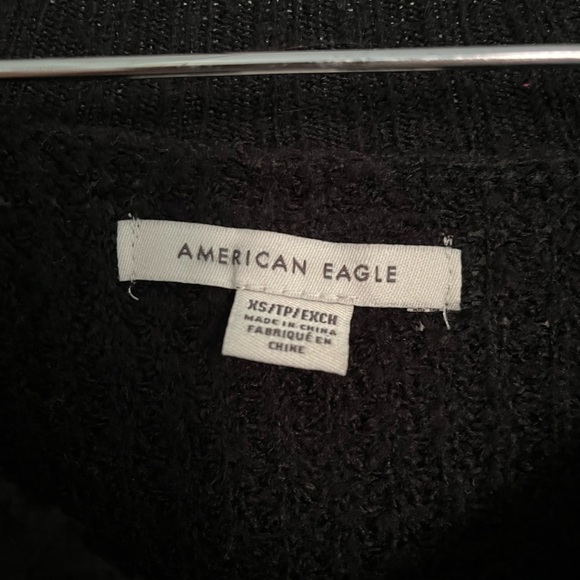 AMERICAN EAGLE
XS/TP/EXCH
MADE IN CHINA
FABRIQUÉ EN
CHINE